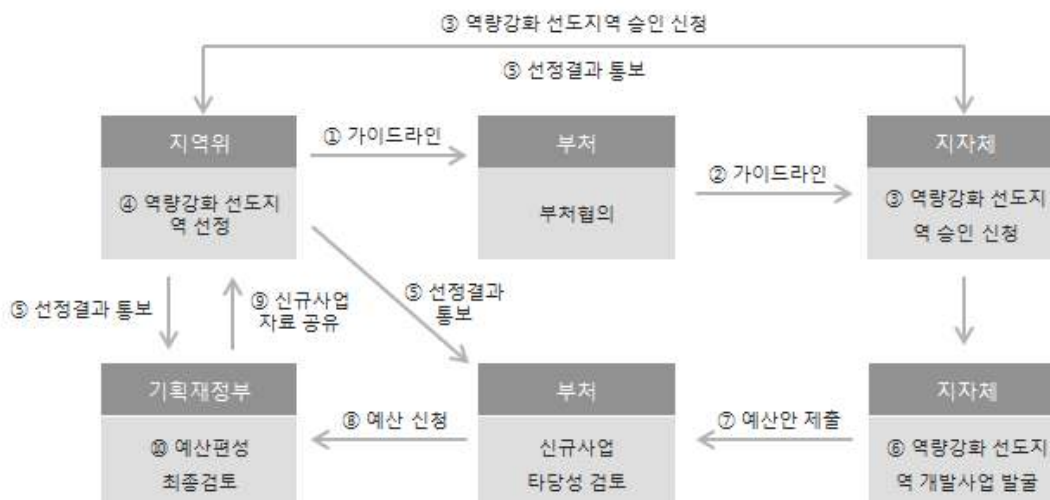 ③ 역량강화 선도지역 승인 신청
⑤ 선정결과 통보
지역위
① 가이드라인
부처
지자체
④ 역량강화 선도지
역 선정
부처협의
② 가이드라인
③ 역량강화 선도지
역 승인 신청
⑤ 선정결과 통보
⑨ 신규사업
자료 공유
⑤ 선정결과
통보
기획재정부
부처
지자체
⑩ 예산편성
최종검토
⑧ 예산 신청
신규사업
타당성 검토
⑦ 예산안 제출
⑥ 역량강화 선도지
역 개발사업 발굴